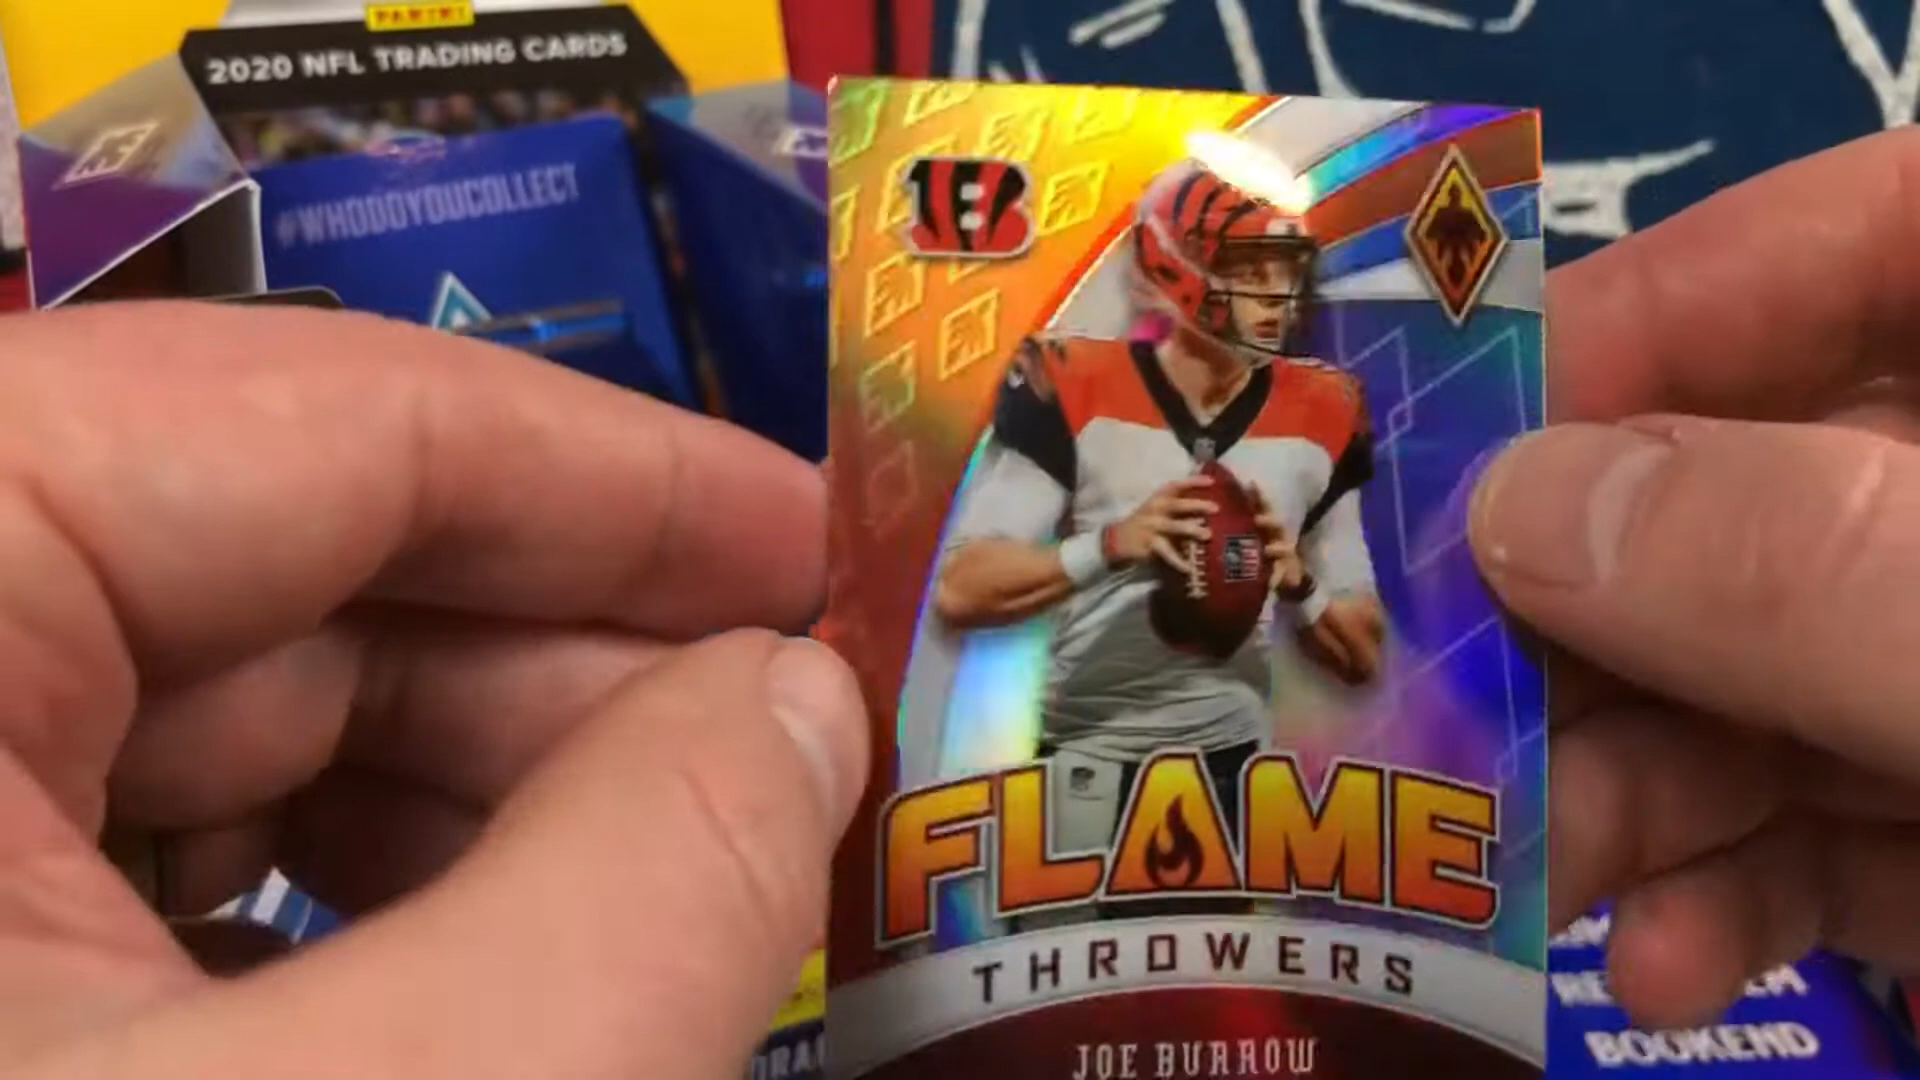 PANINI
2020 NFL TRADING CARDS
#WHODOYOUCOLLECT
B
FLAME
THROWERS
JOE BURROW
BOOKEND